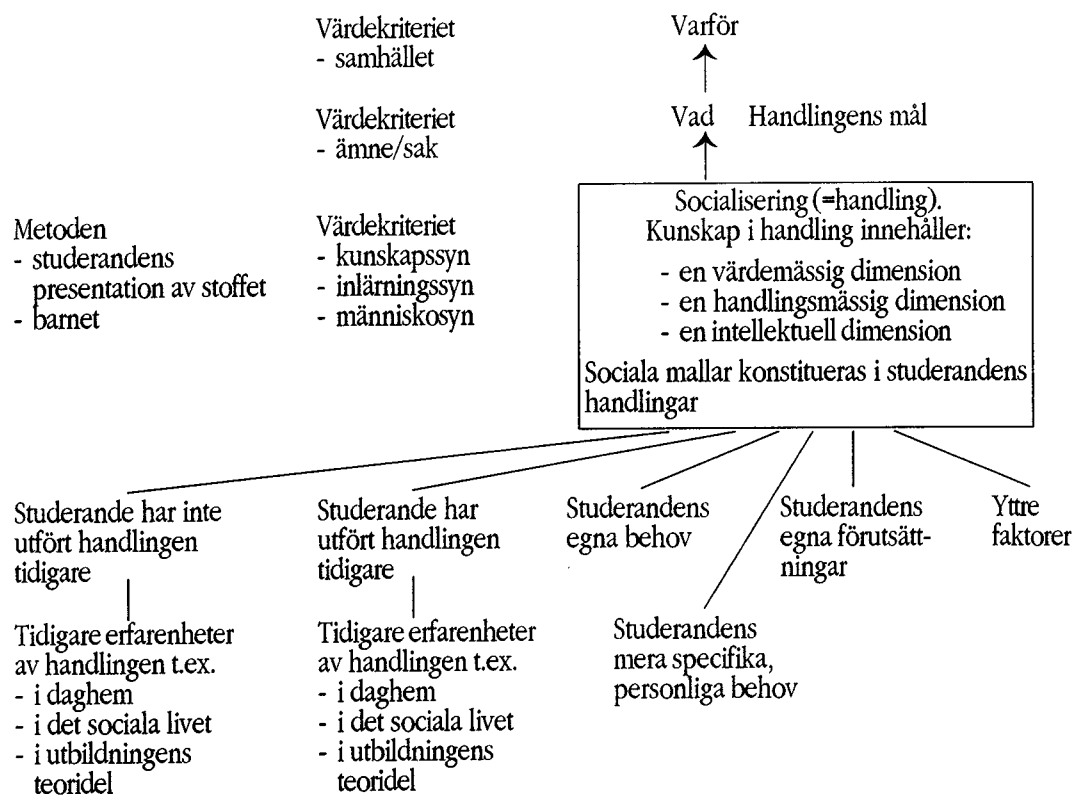 Värdekriteriet
- samhället
Varför
Värdekriteriet
- ämne/sak
Vad Handlingens mål
Metoden
- studerandens
presentation av stoffet
- barnet
Värdekriteriet
- kunskapssyn
- inlärningssyn
- människosyn
Socialisering (=handling).
Kunskap i handling innehåller:
- en värdemässig dimension
- en handlingsmässig dimension
- en intellektuell dimension
Sociala mallar konstitueras i studerandens
handlingar
Studerande har inte
utfört handlingen
tidigare
Studerande har
utfört handlingen
tidigare
Studerandens
egna behov
Studerandens
egna förutsätt-
ningar
Yttre
faktorer
Tidigare erfarenheter
av handlingen t.ex.
- i daghem
- i det sociala livet
- i utbildningens
teoridel
Tidigare erfarenheter
av handlingen t.ex.
- i daghem
- i det sociala livet
- i utbildningens
teoridel
Studerandens
mera specifika,
personliga behov